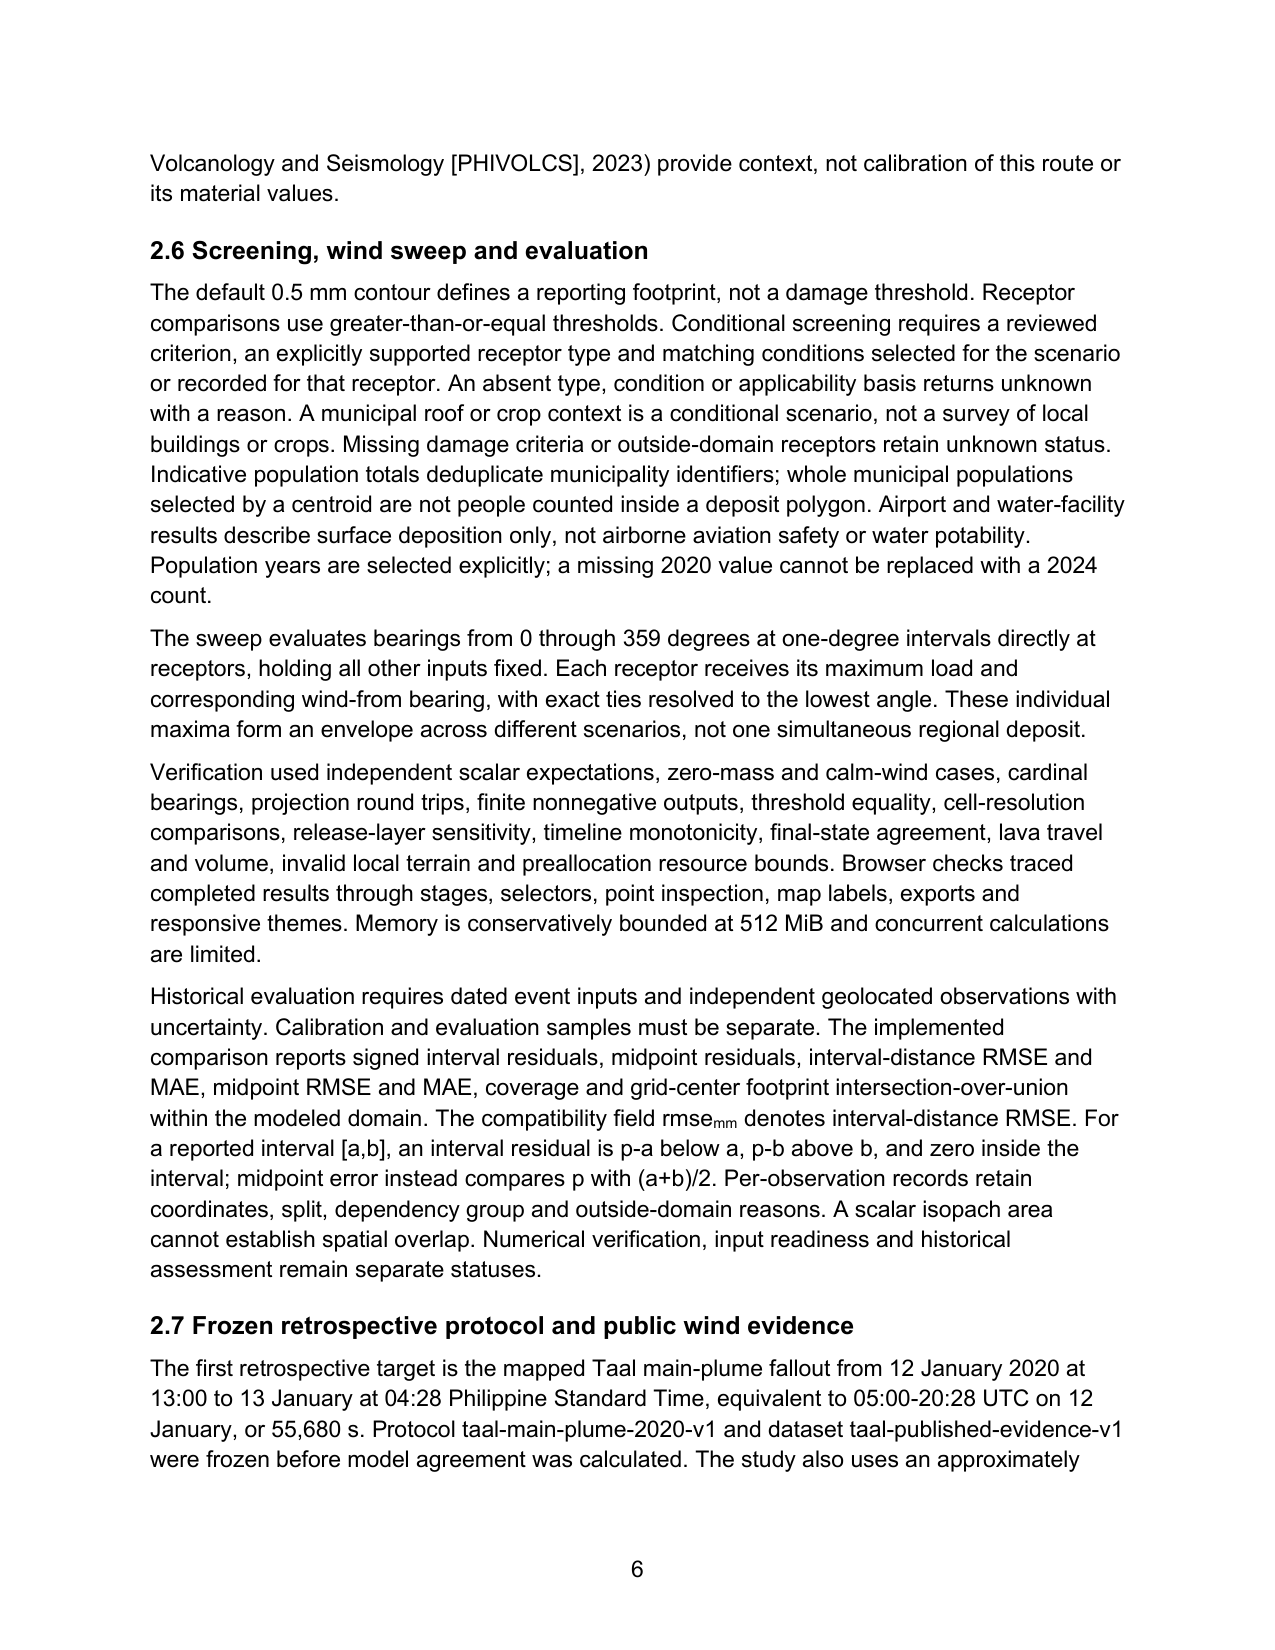 Volcanology and Seismology [PHIVOLCS], 2023) provide context, not calibration of this route or
its material values.
2.6 Screening, wind sweep and evaluation
The default 0.5 mm contour defines a reporting footprint, not a damage threshold. Receptor
comparisons use greater-than-or-equal thresholds. Conditional screening requires a reviewed
criterion, an explicitly supported receptor type and matching conditions selected for the scenario
or recorded for that receptor. An absent type, condition or applicability basis returns unknown
with a reason. A municipal roof or crop context is a conditional scenario, not a survey of local
buildings or crops. Missing damage criteria or outside-domain receptors retain unknown status.
Indicative population totals deduplicate municipality identifiers; whole municipal populations
selected by a centroid are not people counted inside a deposit polygon. Airport and water-facility
results describe surface deposition only, not airborne aviation safety or water potability.
Population years are selected explicitly; a missing 2020 value cannot be replaced with a 2024
count.
The sweep evaluates bearings from 0 through 359 degrees at one-degree intervals directly at
receptors, holding all other inputs fixed. Each receptor receives its maximum load and
corresponding wind-from bearing, with exact ties resolved to the lowest angle. These individual
maxima form an envelope across different scenarios, not one simultaneous regional deposit.
Verification used independent scalar expectations, zero-mass and calm-wind cases, cardinal
bearings, projection round trips, finite nonnegative outputs, threshold equality, cell-resolution
comparisons, release-layer sensitivity, timeline monotonicity, final-state agreement, lava travel
and volume, invalid local terrain and preallocation resource bounds. Browser checks traced
completed results through stages, selectors, point inspection, map labels, exports and
responsive themes. Memory is conservatively bounded at 512 MiB and concurrent calculations
are limited.
Historical evaluation requires dated event inputs and independent geolocated observations with
uncertainty. Calibration and evaluation samples must be separate. The implemented
comparison reports signed interval residuals, midpoint residuals, interval-distance RMSE and
MAE, midpoint RMSE and MAE, coverage and grid-center footprint intersection-over-union
within the modeled domain. The compatibility field rmsemm denotes interval-distance RMSE. For
a reported interval [a,b], an interval residual is p-a below a, p-b above b, and zero inside the
interval; midpoint error instead compares p with (a+b)/2. Per-observation records retain
coordinates, split, dependency group and outside-domain reasons. A scalar isopach area
cannot establish spatial overlap. Numerical verification, input readiness and historical
assessment remain separate statuses.
2.7 Frozen retrospective protocol and public wind evidence
The first retrospective target is the mapped Taal main-plume fallout from 12 January 2020 at
13:00 to 13 January at 04:28 Philippine Standard Time, equivalent to 05:00-20:28 UTC on 12
January, or 55,680 s. Protocol taal-main-plume-2020-v1 and dataset taal-published-evidence-v1
were frozen before model agreement was calculated. The study also uses an approximately
6